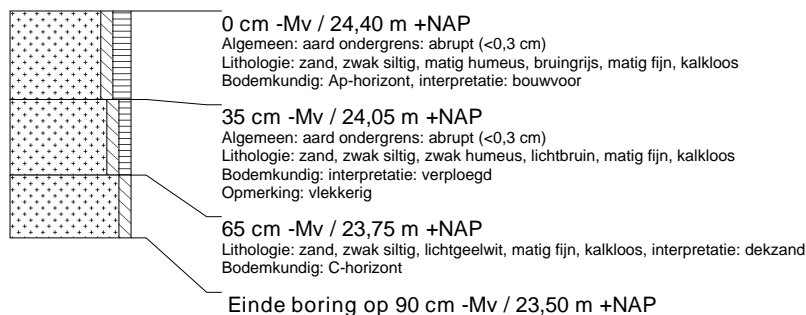 0 cm -Mv / 24,40 m +NAP
Algemeen: aard ondergrens: abrupt (<0,3 cm)
Lithologie: zand, zwak siltig, matig humeus, bruingrijs, matig fijn, kalkloos
Bodemkundig: Ap-horizont, interpretatie: bouwvoor
35 cm -Mv / 24,05 m +NAP
Algemeen: aard ondergrens: abrupt (<0,3 cm)
Lithologie: zand, zwak siltig, zwak humeus, lichtbruin, matig fijn, kalkloos
Bodemkundig: interpretatie: verploegd
Opmerking: vlekkerig
65 cm -Mv / 23,75 m +NAP
Lithologie: zand, zwak siltig, lichtgeelwit, matig fijn, kalkloos, interpretatie: dekzand
Bodemkundig: C-horizont
Einde boring op 90 cm -Mv / 23,50 m +NAP